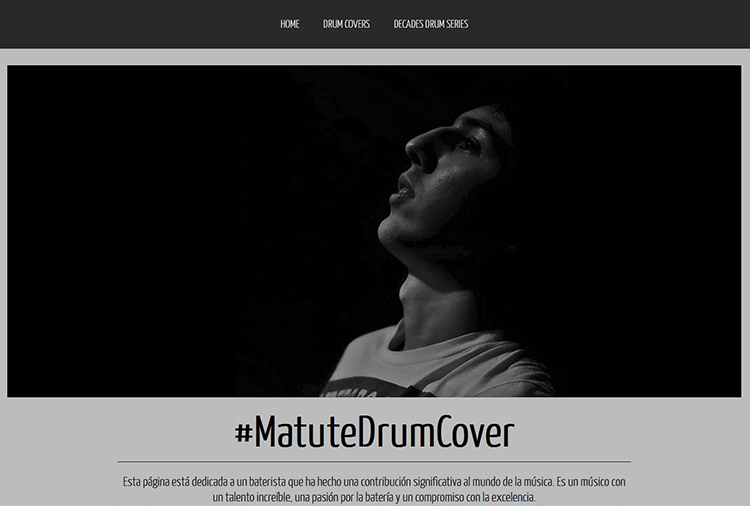 HOME DRUM COVERS DECADES DRUM SERIES
#MatuteDrumCover
Esta página está dedicada a un baterista que ha hecho una contribución significativa al mundo de la música. Es un músico con
un talento increíble, una pasión por la batería y un compromiso con la excelencia.